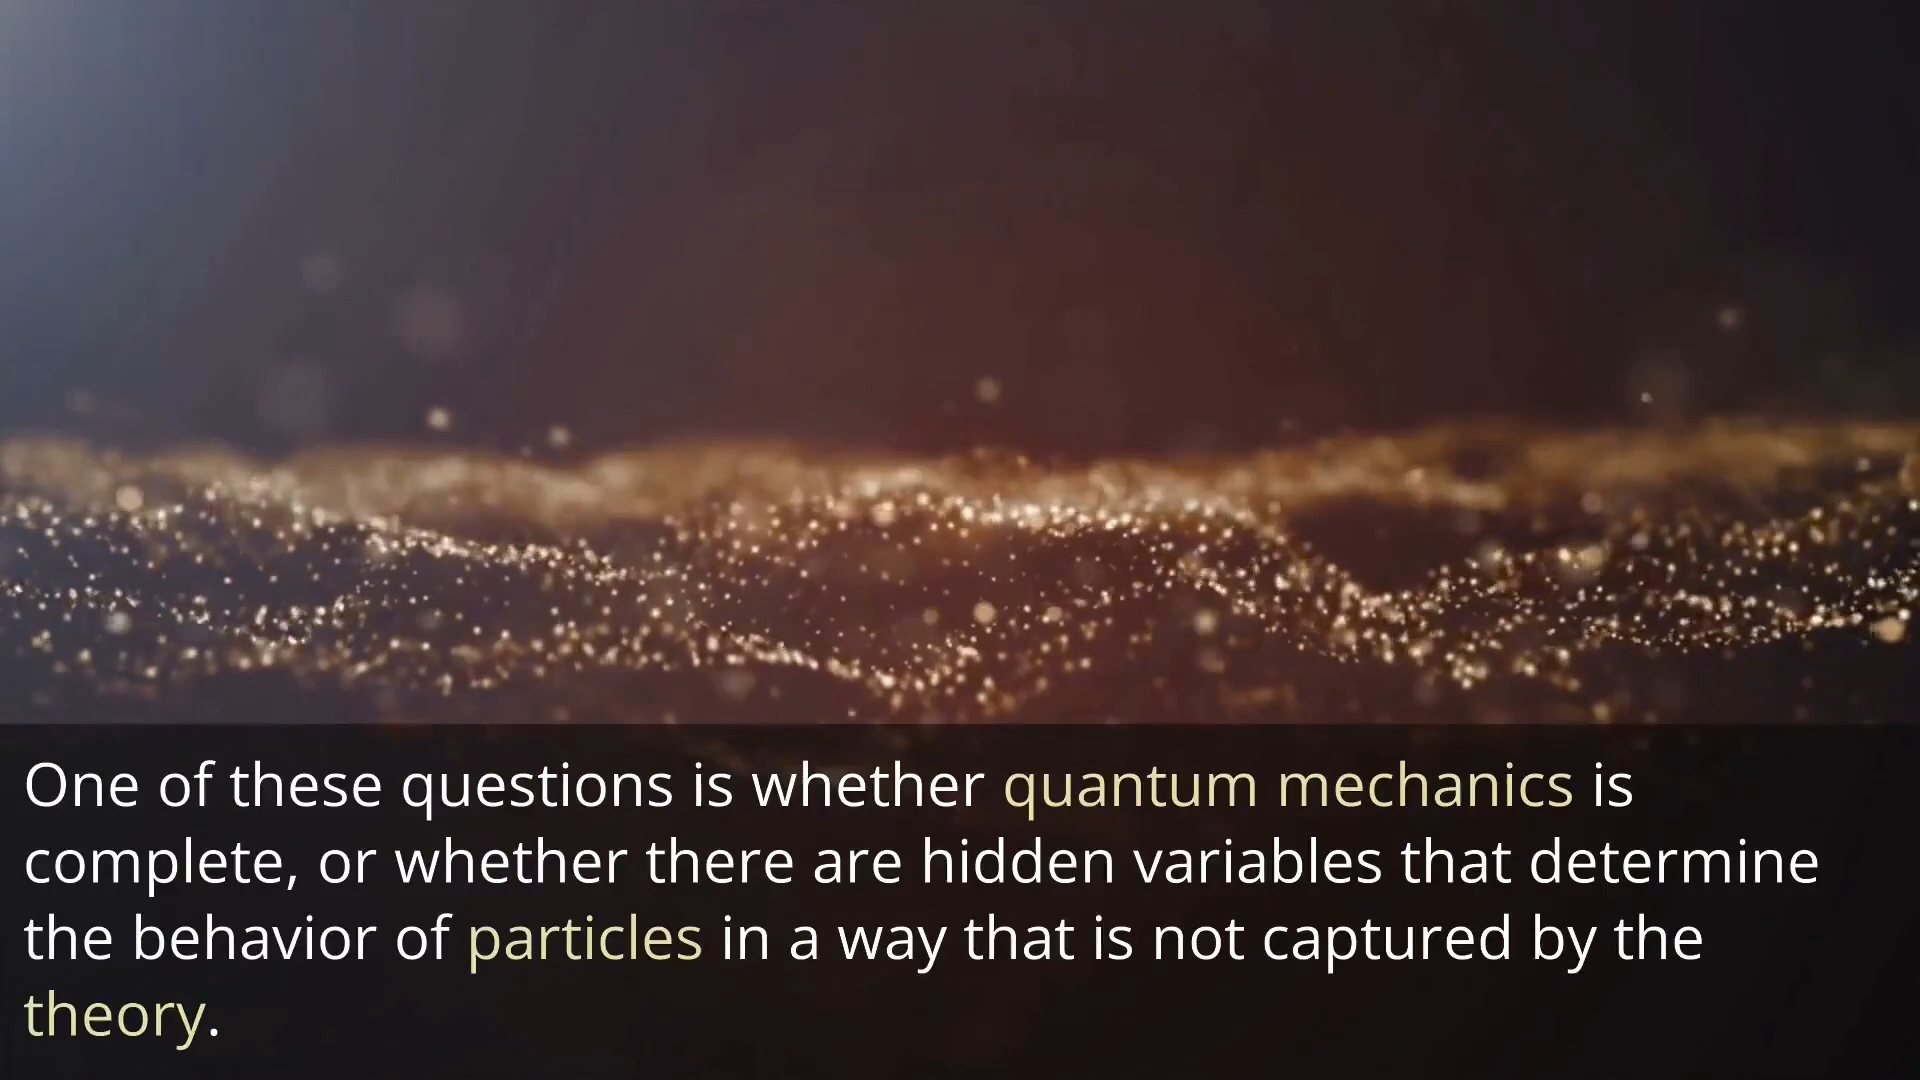 One of these questions is whether quantum mechanics is
complete, or whether there are hidden variables that determine
the behavior of particles in a way that is not captured by the
theory.